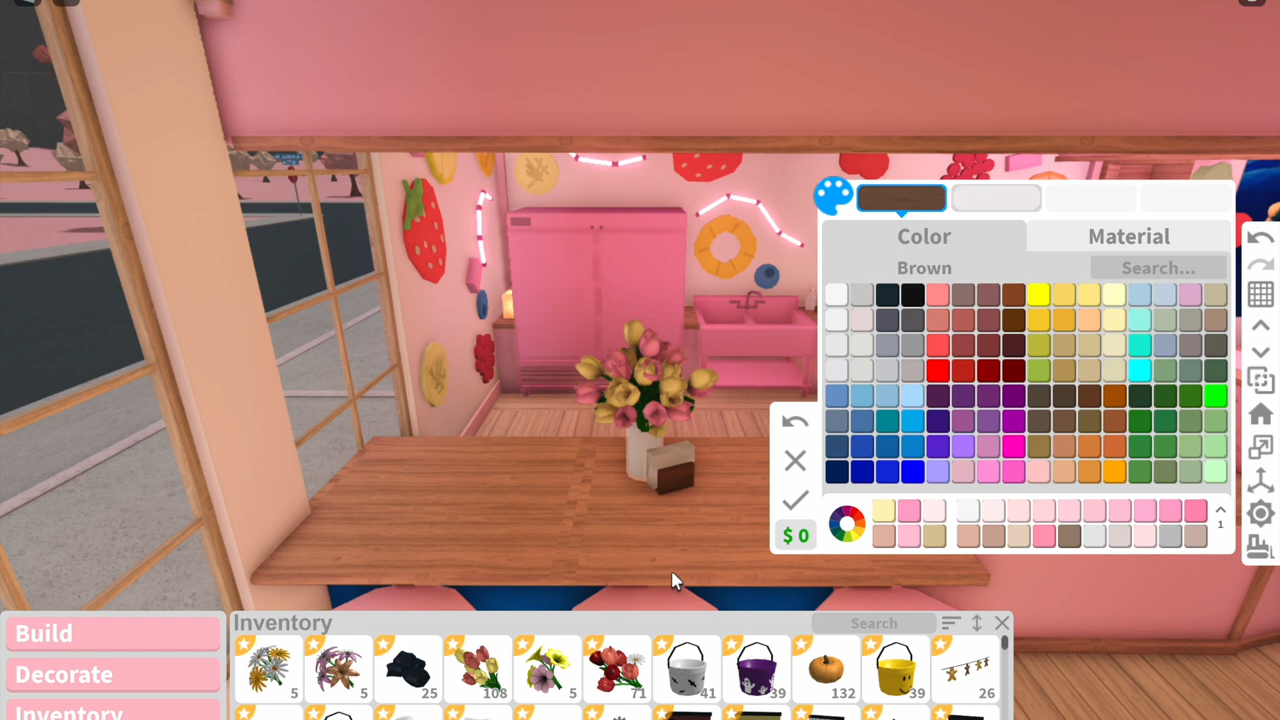 Color
Material
Brown
Search...
$ 0
1
Build
Decorate
Inventory
Inventory
Search
5
5
25
108
5
71
41
39
132
39
26